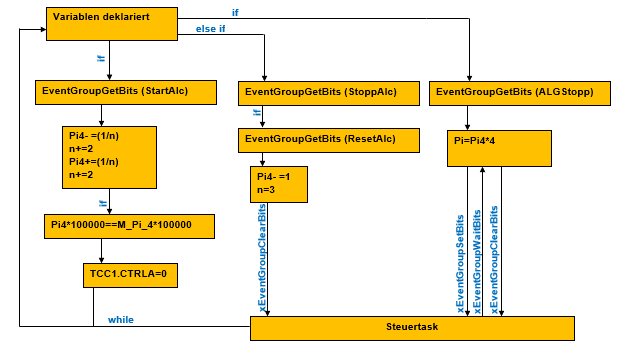 Variablen deklariert
if
else if
if
EventGroupGetBits (StartAlc)
EventGroupGetBits (StoppAlc)
EventGroupGetBits (ALGStopp)
if
Pi4- =(1/n)
n+=2
Pi4+=(1/n)
n+=2
EventGroupGetBits (ResetAlc)
Pi=Pi4*4
Pi4- =1
n=3
if
Pi4*100000==M_Pi_4*100000
xEventGroupClearBits
xEventGroupSetBits
xEventGroupWaitBits
xEventGroupClearBits
TCC1.CTRLA=0
while
Steuertask